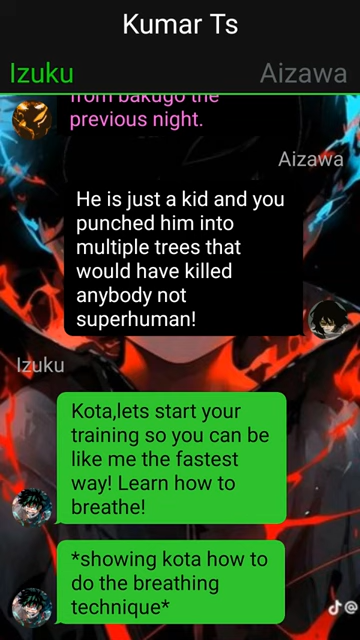 Kumar Ts
Izuku
Aizawa
from bakugo the
previous night.
Aizawa
He is just a kid and you
punched him into
multiple trees that
would have killed
anybody not
superhuman!
Izuku
Kota,lets start your
training so you can be
like me the fastest
way! Learn how to
breathe!
*showing kota how to
do the breathing
technique*
@